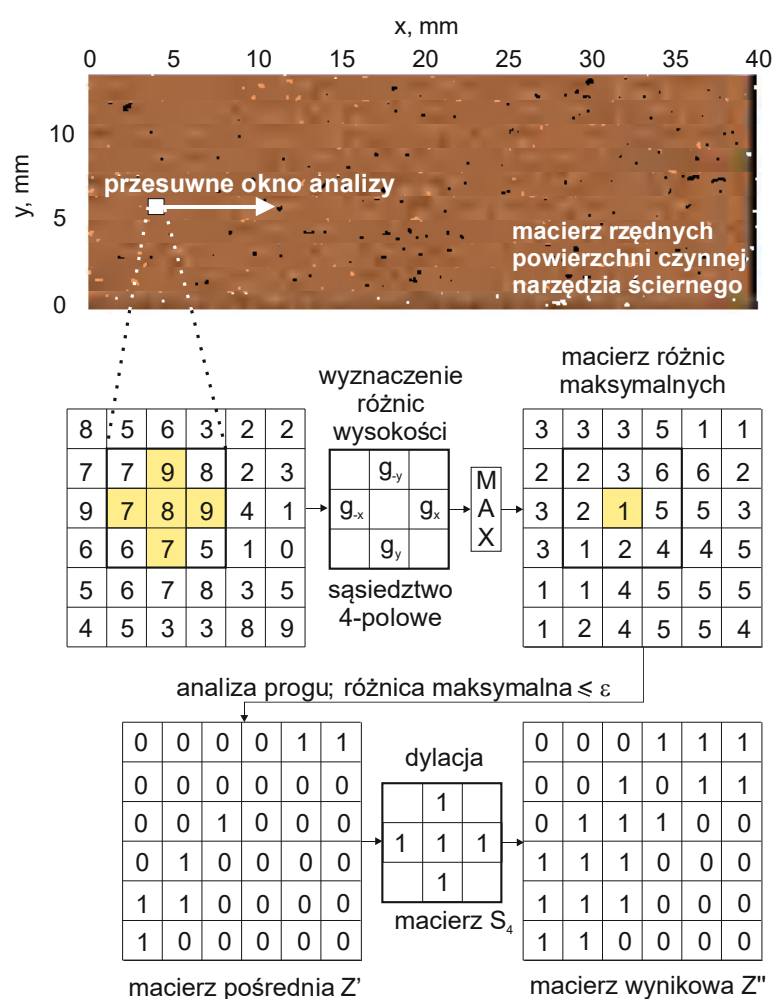 x, mm
0 5 10 15 20 25 30 35 40
y, mm
10
5
0
przesuwne okno analizy
macierz rzędnych
powierzchni czynnej
narzędzia ściernego
wyznaczenie
różnic
wysokości
macierz różnic
maksymalnych
8 5 6 3 2 2
7 7 9 8 2 3
9 7 8 9 4 1
6 6 7 5 1 0
5 6 7 8 3 5
4 5 3 3 8 9
g-y
g-x gx
gy
sąsiedztwo
4-polowe
M
A
X
3 3 3 5 1 1
2 2 3 6 6 2
3 2 1 5 5 3
3 1 2 4 4 5
1 1 4 5 5 5
1 2 4 5 5 4
analiza progu; różnica maksymalna ⩽ ε
0 0 0 0 1 1
0 0 0 0 0 0
0 0 1 0 0 0
0 1 0 0 0 0
1 1 0 0 0 0
1 0 0 0 0 0
macierz pośrednia Z'
dylacja
1
1 1 1
1
macierz S₄
0 0 0 1 1 1
0 0 1 0 1 1
0 1 1 1 0 0
1 1 1 0 0 0
1 1 1 0 0 0
1 1 0 0 0 0
macierz wynikowa Z"